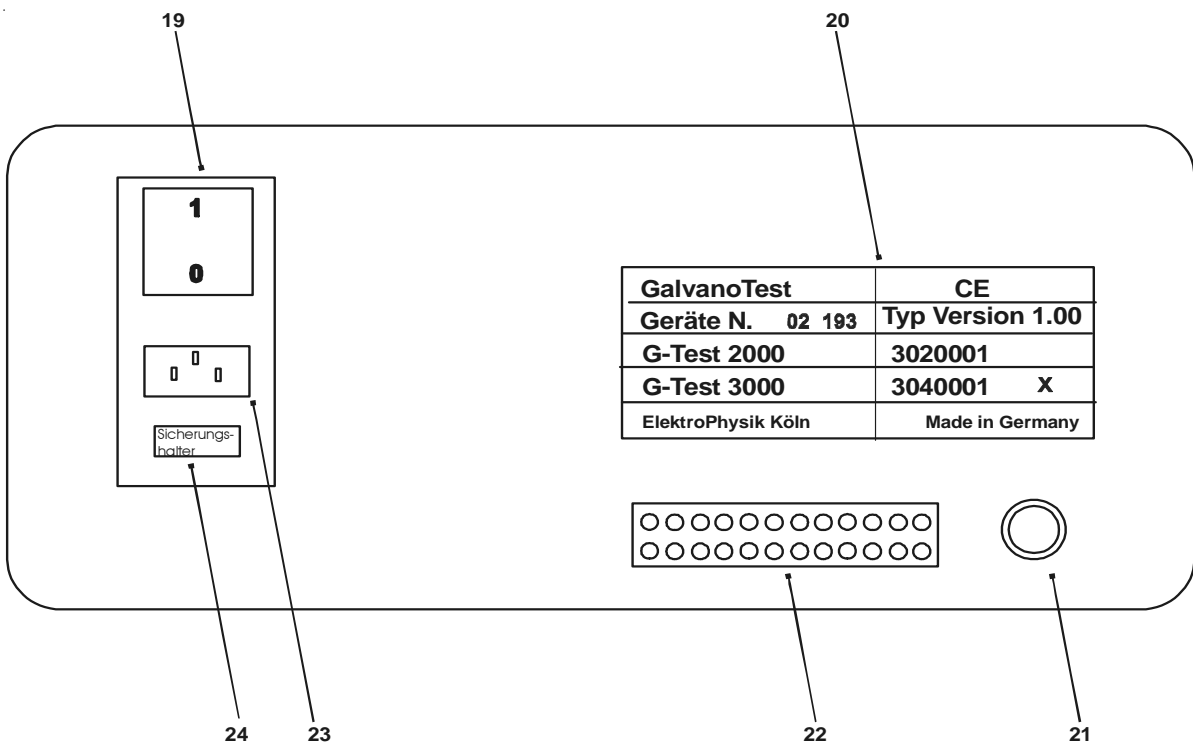 19 20
1
0
GalvanoTest CE
Geräte N. 02 193 Typ Version 1.00
G-Test 2000 3020001
G-Test 3000 3040001 X
ElektroPhysik Köln Made in Germany
Sicherungs-
halter
24 23 22 21